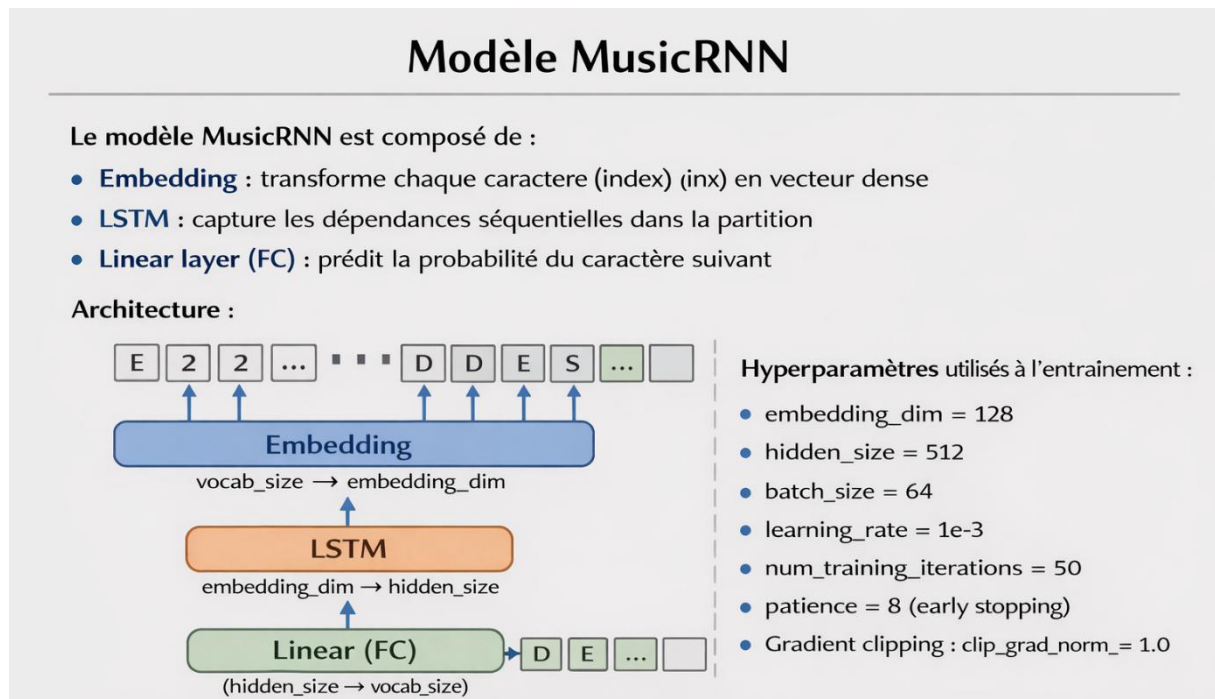 Modèle MusicRNN
Le modèle MusicRNN est composé de :
• Embedding : transforme chaque caractere (index) (inx) en vecteur dense
• LSTM : capture les dépendances séquentielles dans la partition
• Linear layer (FC) : prédit la probabilité du caractère suivant
Architecture :
E 2 2 ... D D E S ...
Embedding
vocab_size → embedding_dim
LSTM
embedding_dim → hidden_size
Linear (FC)
D E ...
(hidden_size → vocab_size)
Hyperparamètres utilisés à l'entrainement :
• embedding_dim = 128
• hidden_size = 512
• batch_size = 64
• learning_rate = 1e-3
• num_training_iterations = 50
• patience = 8 (early stopping)
• Gradient clipping : clip_grad_norm_= 1.0